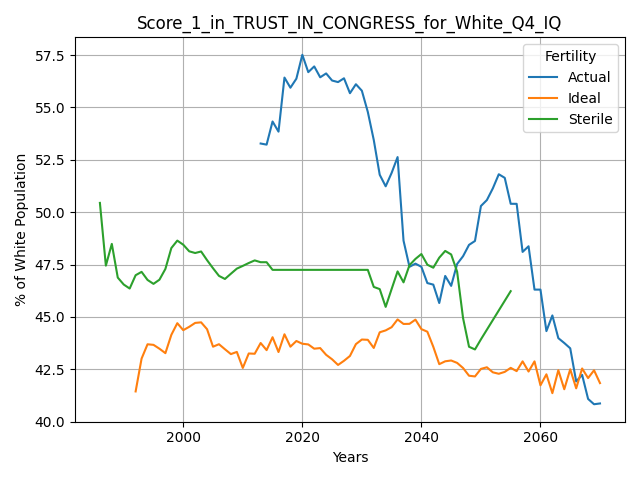 Score_1_in_TRUST_IN_CONGRESS_for_White_Q4_IQ
Fertility
Actual
Ideal
Sterile
% of White Population
57.5
55.0
52.5
50.0
47.5
45.0
42.5
40.0
2000 2020 2040 2060
Years